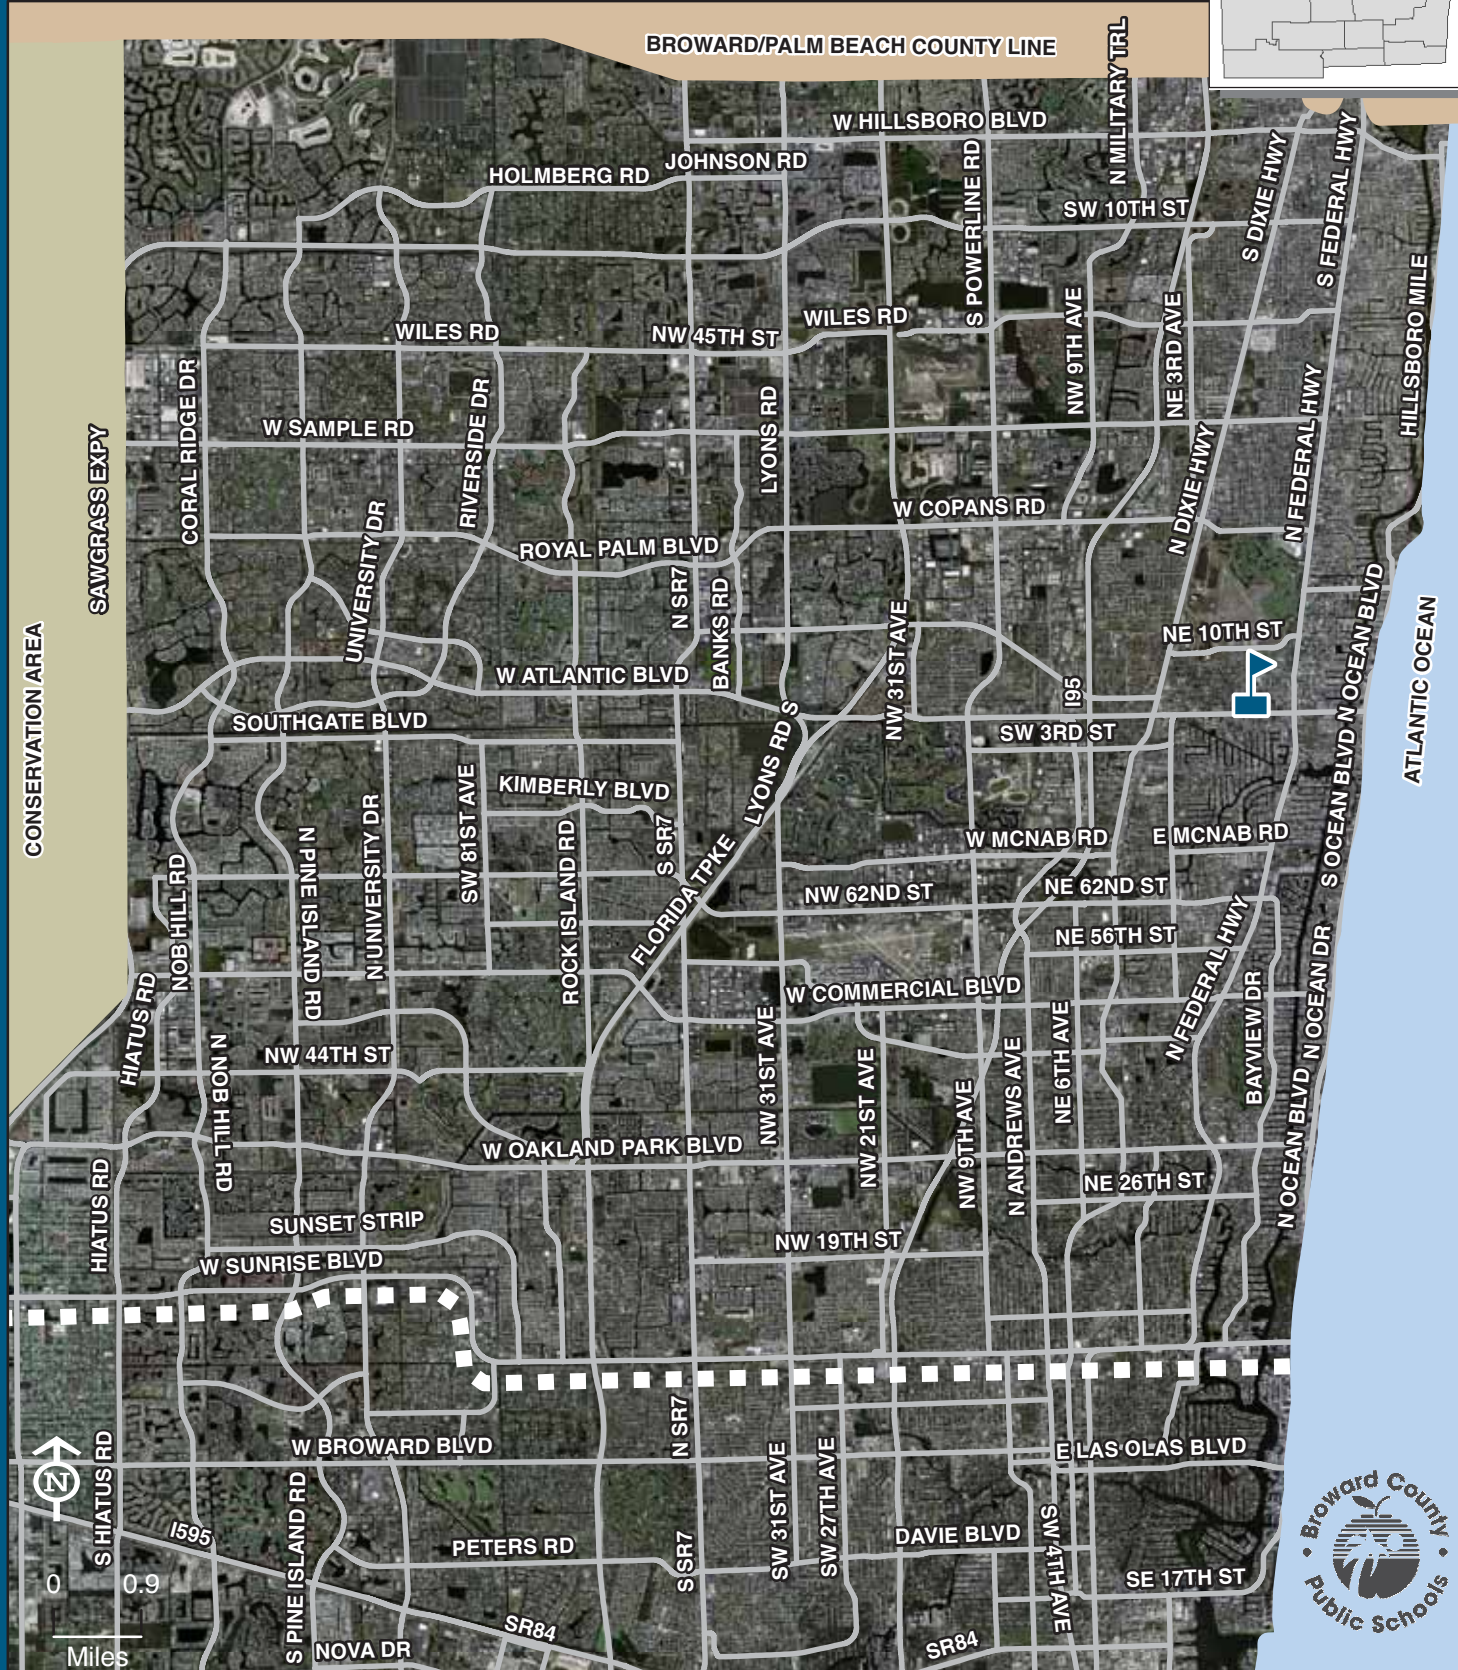 BROWARD/PALM BEACH COUNTY LINE
N MILITARY TRL
W HILLSBORO BLVD
JOHNSON RD
HOLMBERG RD
S POWERLINE RD
SW 10TH ST
S DIXIE HWY
S FEDERAL HWY
HILLSBORO MILE
WILES RD
NW 45TH ST
WILES RD
NW 9TH AVE
NE 3RD AVE
CORAL RIDGE DR
RIVERSIDE DR
W SAMPLE RD
LYONS RD
N DIXIE HWY
N FEDERAL HWY
SAWGRASS EXPY
W COPANS RD
ROYAL PALM BLVD
UNIVERSITY DR
N SR7
BANKS RD
NW 31ST AVE
NE 10TH ST
N OCEAN BLVD
ATLANTIC OCEAN
CONSERVATION AREA
W ATLANTIC BLVD
I95
SOUTHGATE BLVD
LYONS RD S
SW 3RD ST
KIMBERLY BLVD
SW 81ST AVE
S SR7
S OCEAN BLVD
W MCNAB RD
E MCNAB RD
NOB HILL RD
N PINE ISLAND RD
N UNIVERSITY DR
ROCK ISLAND RD
FLORIDA TPKE
NW 62ND ST
NE 62ND ST
NE 56TH ST
N FEDERAL HWY
HIATUS RD
W COMMERCIAL BLVD
BAYVIEW DR
N OCEAN DR
NW 44TH ST
N NOB HILL RD
NW 31ST AVE
NW 21ST AVE
NW 9TH AVE
N ANDREWS AVE
NE 6TH AVE
N OCEAN BLVD
W OAKLAND PARK BLVD
HIATUS RD
NE 26TH ST
SUNSET STRIP
NW 19TH ST
W SUNRISE BLVD
N SR7
W BROWARD BLVD
E LAS OLAS BLVD
N
S HIATUS RD
S PINE ISLAND RD
SW 31ST AVE
SW 27TH AVE
I595
PETERS RD
S SR7
DAVIE BLVD
SW 4TH AVE
SE 17TH ST
Broward County
Public Schools
0 0.9
Miles
SR84
SR84
NOVA DR